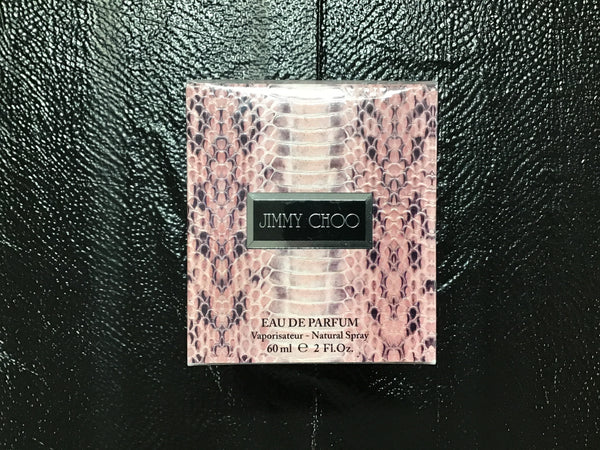 JIMMY CHOO
EAU DE PARFUM
Vaporisateur - Natural Spray
60 ml ℮ 2 Fl.Oz.